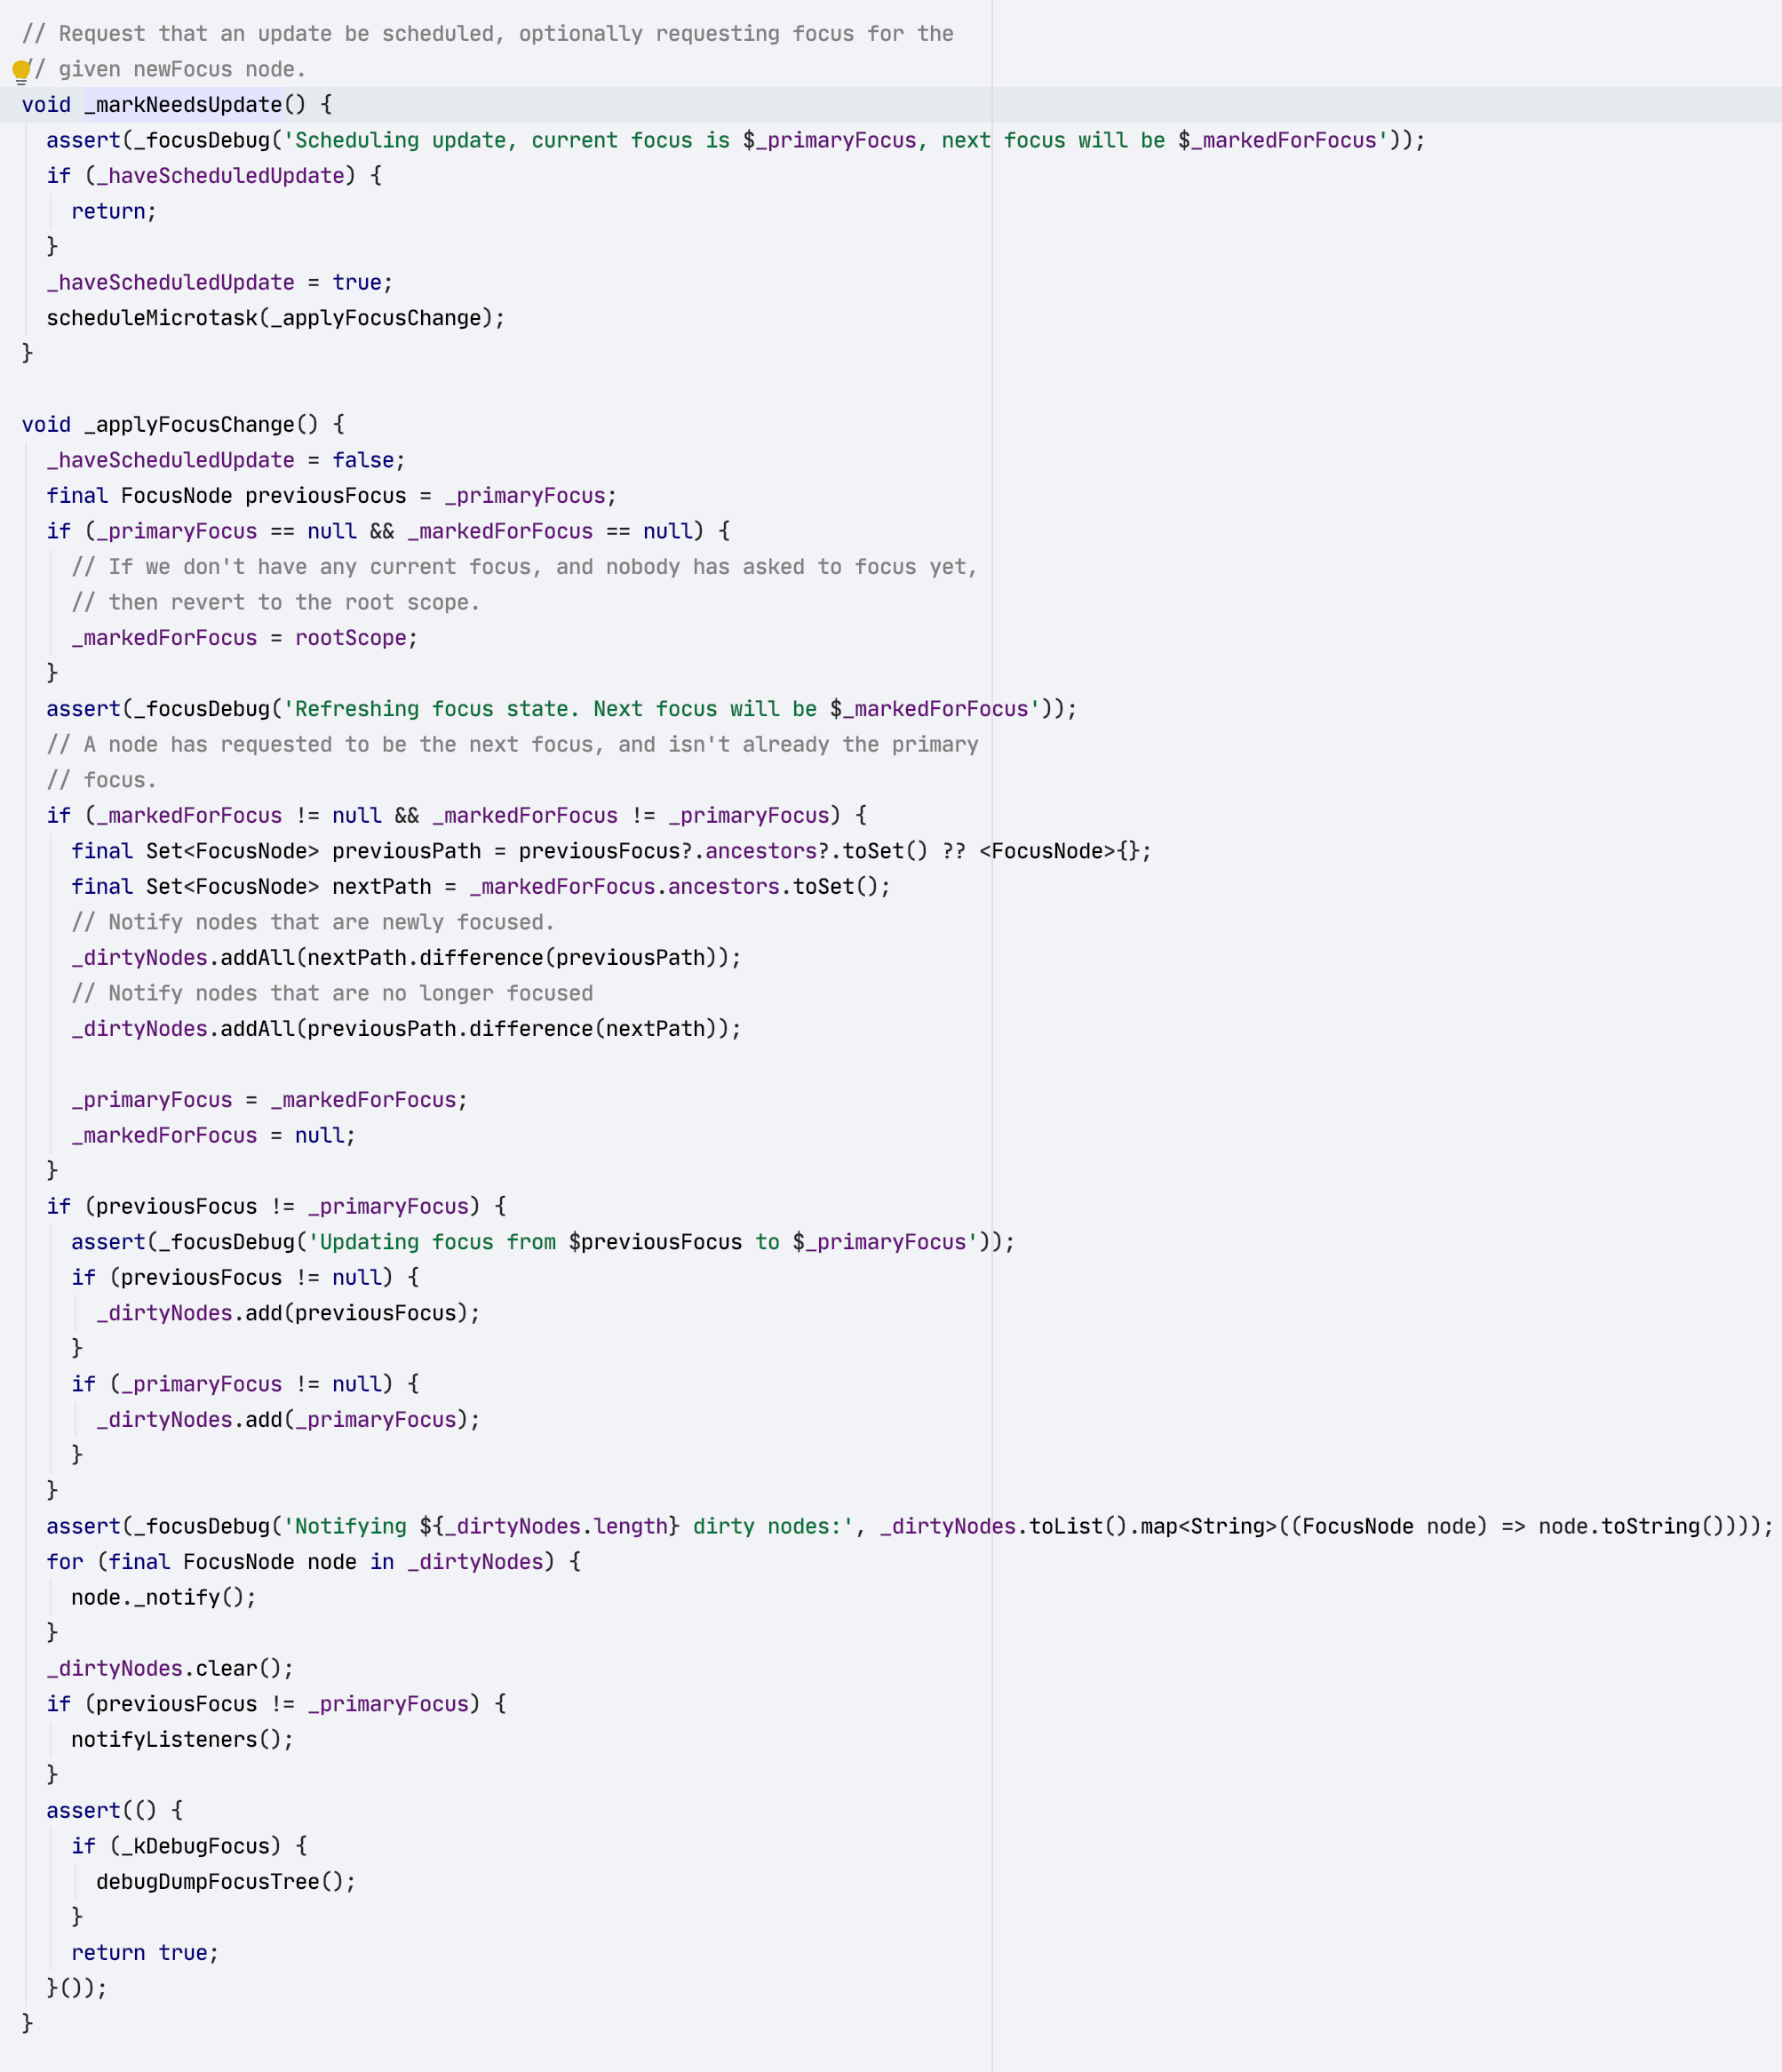 // Request that an update be scheduled, optionally requesting focus for the
// given newFocus node.
void _markNeedsUpdate() {
  assert(_focusDebug('Scheduling update, current focus is $_primaryFocus, next focus will be $_markedForFocus'));
  if (_haveScheduledUpdate) {
    return;
  }
  _haveScheduledUpdate = true;
  scheduleMicrotask(_applyFocusChange);
}

void _applyFocusChange() {
  _haveScheduledUpdate = false;
  final FocusNode previousFocus = _primaryFocus;
  if (_primaryFocus == null && _markedForFocus == null) {
    // If we don't have any current focus, and nobody has asked to focus yet,
    // then revert to the root scope.
    _markedForFocus = rootScope;
  }
  assert(_focusDebug('Refreshing focus state. Next focus will be $_markedForFocus'));
  // A node has requested to be the next focus, and isn't already the primary
  // focus.
  if (_markedForFocus != null && _markedForFocus != _primaryFocus) {
    final Set<FocusNode> previousPath = previousFocus?.ancestors?.toSet() ?? <FocusNode>{};
    final Set<FocusNode> nextPath = _markedForFocus.ancestors.toSet();
    // Notify nodes that are newly focused.
    _dirtyNodes.addAll(nextPath.difference(previousPath));
    // Notify nodes that are no longer focused
    _dirtyNodes.addAll(previousPath.difference(nextPath));

    _primaryFocus = _markedForFocus;
    _markedForFocus = null;
  }
  if (previousFocus != _primaryFocus) {
    assert(_focusDebug('Updating focus from $previousFocus to $_primaryFocus'));
    if (previousFocus != null) {
      _dirtyNodes.add(previousFocus);
    }
    if (_primaryFocus != null) {
      _dirtyNodes.add(_primaryFocus);
    }
  }
  assert(_focusDebug('Notifying ${_dirtyNodes.length} dirty nodes:', _dirtyNodes.toList().map<String>((FocusNode node) => node.toString())));
  for (final FocusNode node in _dirtyNodes) {
    node._notify();
  }
  _dirtyNodes.clear();
  if (previousFocus != _primaryFocus) {
    notifyListeners();
  }
  assert(() {
    if (_kDebugFocus) {
      debugDumpFocusTree();
    }
    return true;
  }());
}